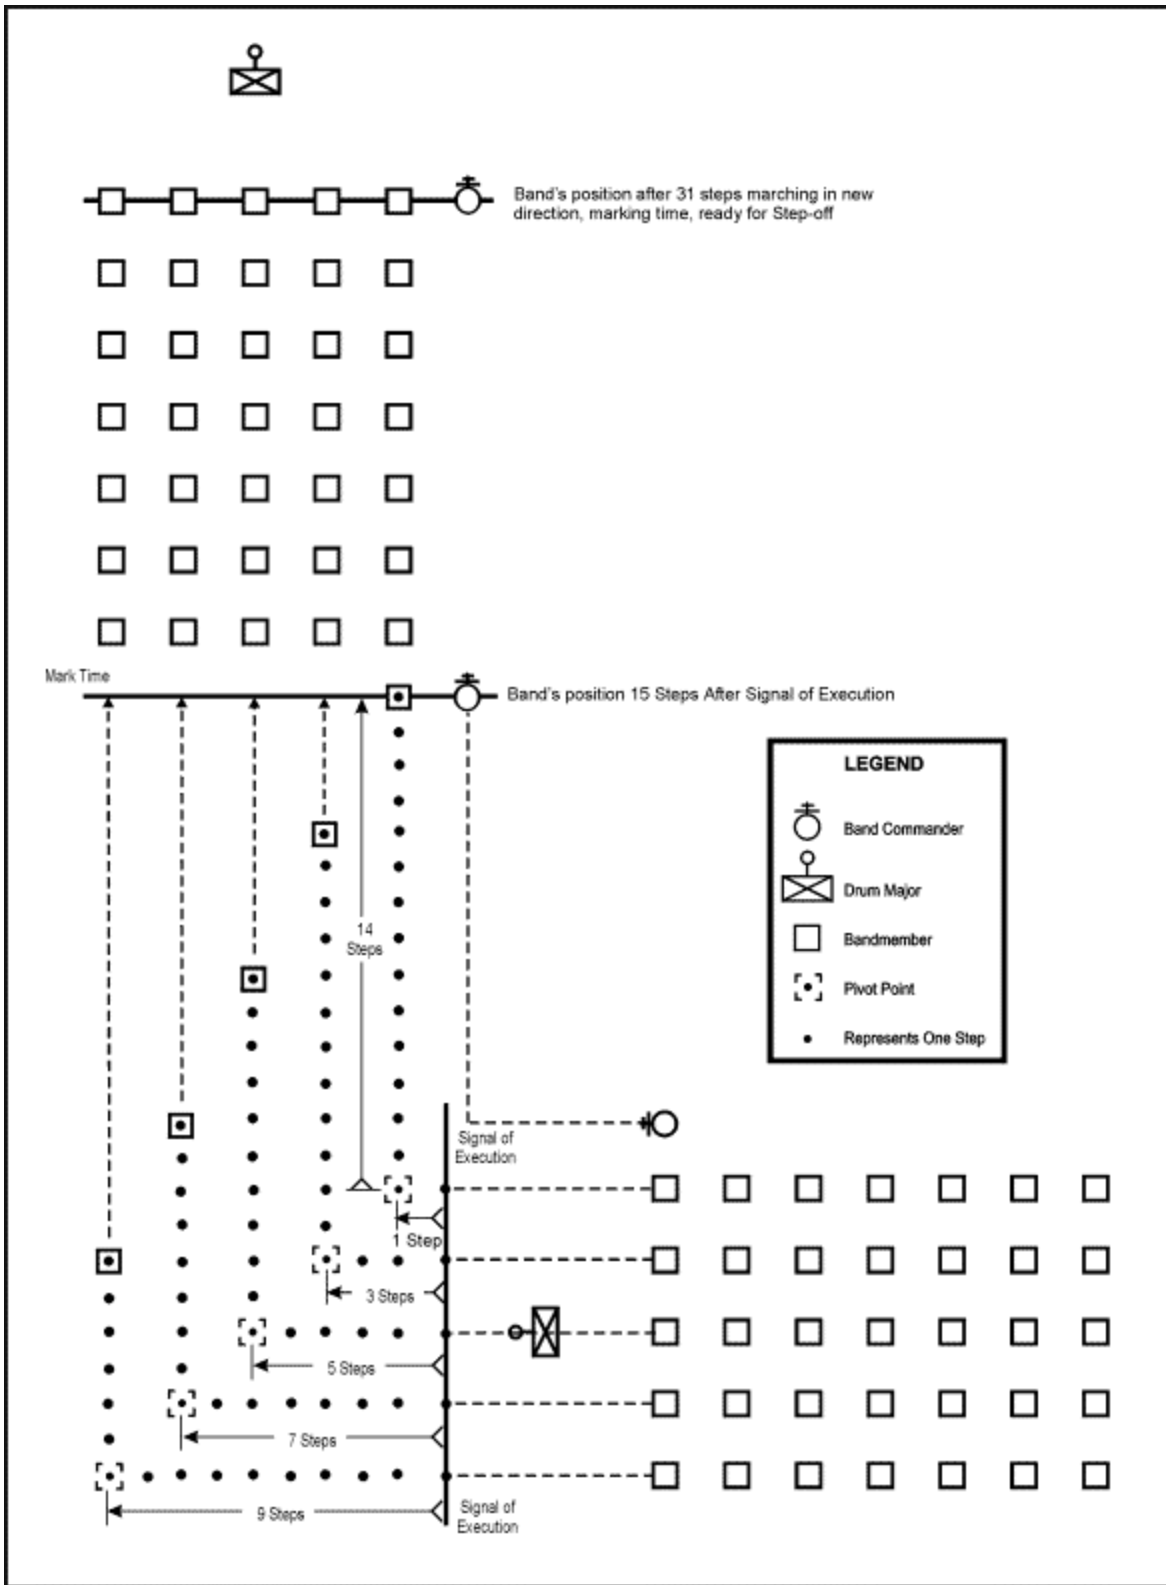 Band's position after 31 steps marching in new
direction, marking time, ready for Step-off
Mark Time
Band's position 15 Steps After Signal of Execution
LEGEND
Band Commander
Drum Major
Bandmember
Pivot Point
Represents One Step
14
Steps
Signal of
Execution
1 Step
3 Steps
5 Steps
7 Steps
9 Steps
Signal of
Execution